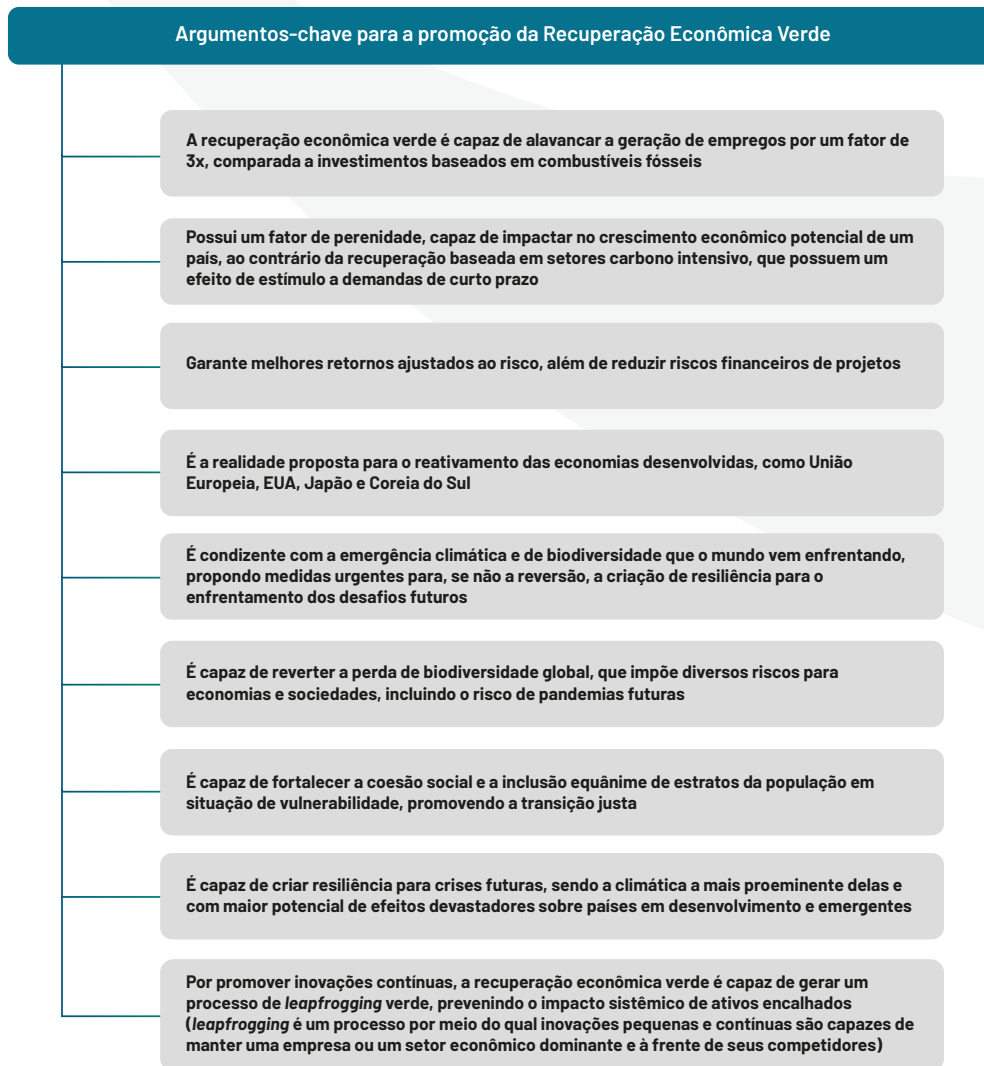 Argumentos-chave para a promoção da Recuperação Econômica Verde
A recuperação econômica verde é capaz de alavancar a geração de empregos por um fator de
3x, comparada a investimentos baseados em combustíveis fósseis
Possui um fator de perenidade, capaz de impactar no crescimento econômico potencial de um
país, ao contrário da recuperação baseada em setores carbono intensivo, que possuem um
efeito de estímulo a demandas de curto prazo
Garante melhores retornos ajustados ao risco, além de reduzir riscos financeiros de projetos
É a realidade proposta para o reativamento das economias desenvolvidas, como União
Europeia, EUA, Japão e Coreia do Sul
É condizente com a emergência climática e de biodiversidade que o mundo vem enfrentando,
propondo medidas urgentes para, se não a reversão, a criação de resiliência para o
enfrentamento dos desafios futuros
É capaz de reverter a perda de biodiversidade global, que impõe diversos riscos para
economias e sociedades, incluindo o risco de pandemias futuras
É capaz de fortalecer a coesão social e a inclusão equânime de estratos da população em
situação de vulnerabilidade, promovendo a transição justa
É capaz de criar resiliência para crises futuras, sendo a climática a mais proeminente delas e
com maior potencial de efeitos devastadores sobre países em desenvolvimento e emergentes
Por promover inovações contínuas, a recuperação econômica verde é capaz de gerar um
processo de leapfrogging verde, prevenindo o impacto sistêmico de ativos encalhados
(leapfrogging é um processo por meio do qual inovações pequenas e contínuas são capazes de
manter uma empresa ou um setor econômico dominante e à frente de seus competidores)